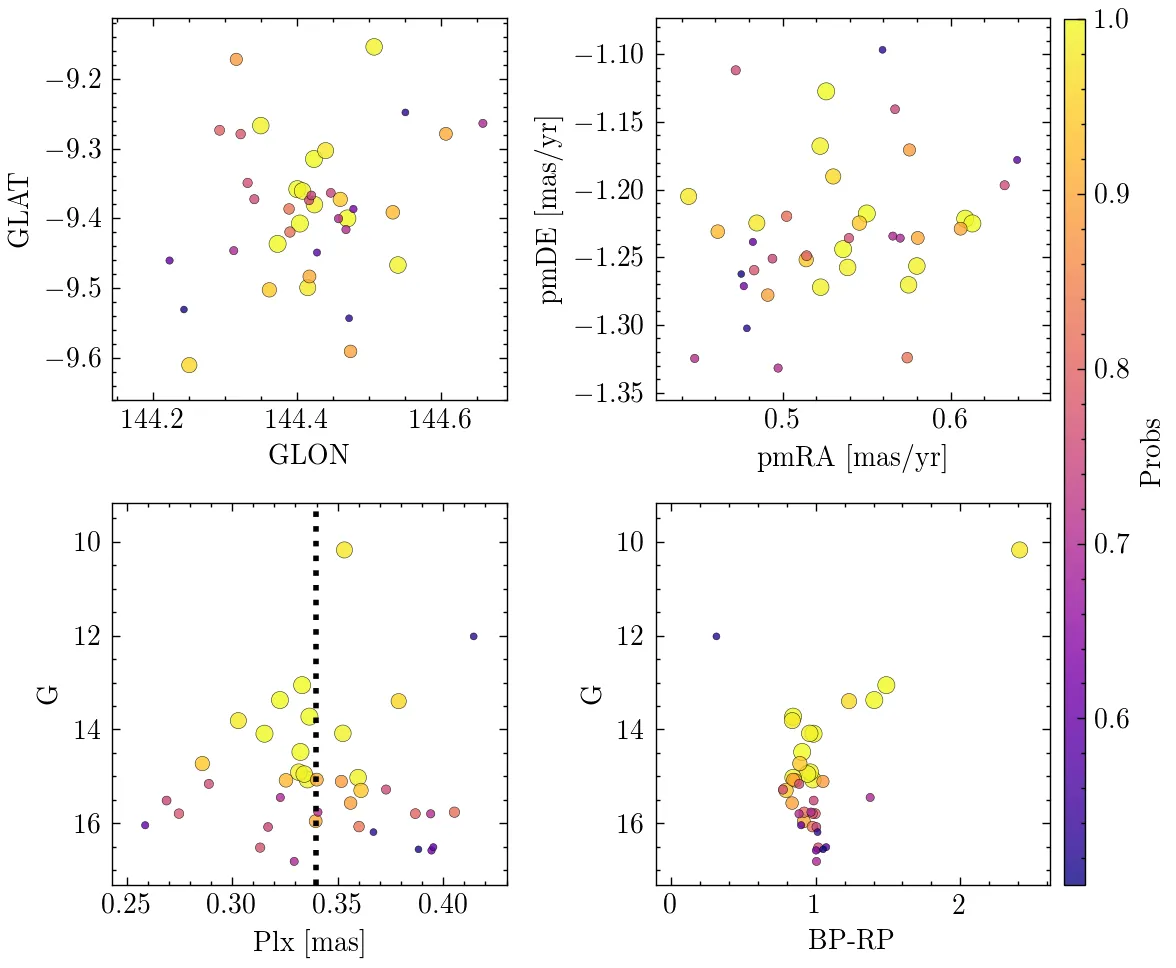 −9.2
−9.3
−9.4
−9.5
−9.6
GLAT
144.2 144.4 144.6
GLON
−1.10
−1.15
−1.20
−1.25
−1.30
−1.35
pmDE [mas/yr]
0.5 0.6
pmRA [mas/yr]
10
12
14
16
G
0.25 0.30 0.35 0.40
Plx [mas]
10
12
14
16
G
0 1 2
BP-RP
1.0
0.9
0.8
0.7
0.6
Probs